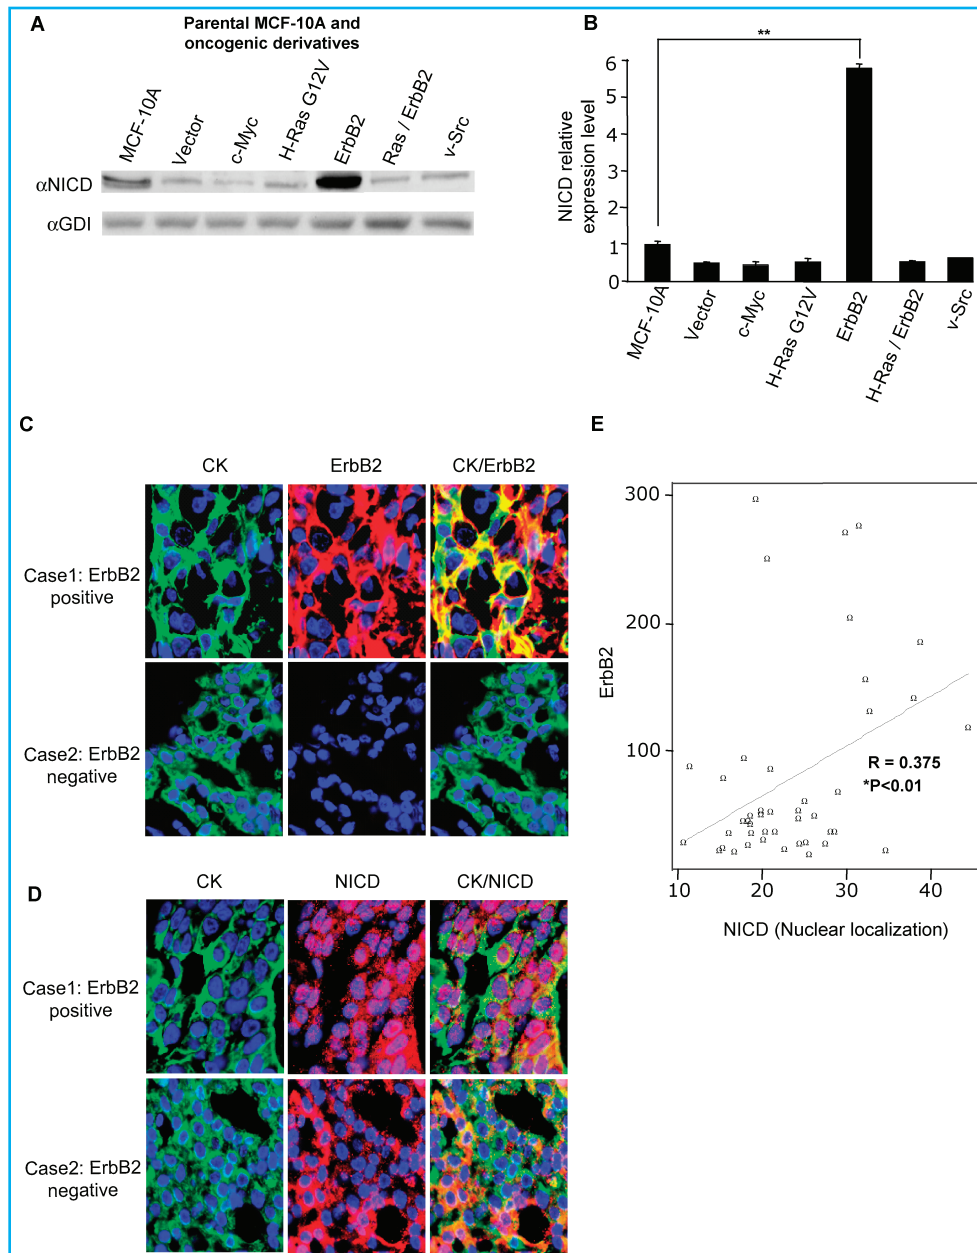 A
Parental MCF-10A and
oncogenic derivatives
MCF-10A
Vector
c-Myc
H-Ras G12V
ErbB2
Ras / ErbB2
v-Src
αNICD
αGDI
B
**
NICD relative
expression level
6
5
4
3
2
1
0
MCF-10A
Vector
c-Myc
H-Ras G12V
ErbB2
H-Ras / ErbB2
v-Src
C
CK
ErbB2
CK/ErbB2
Case1: ErbB2
positive
Case2: ErbB2
negative
D
CK
NICD
CK/NICD
Case1: ErbB2
positive
Case2: ErbB2
negative
E
ErbB2
300
200
100
R = 0.375
*P<0.01
10 20 30 40
NICD (Nuclear localization)